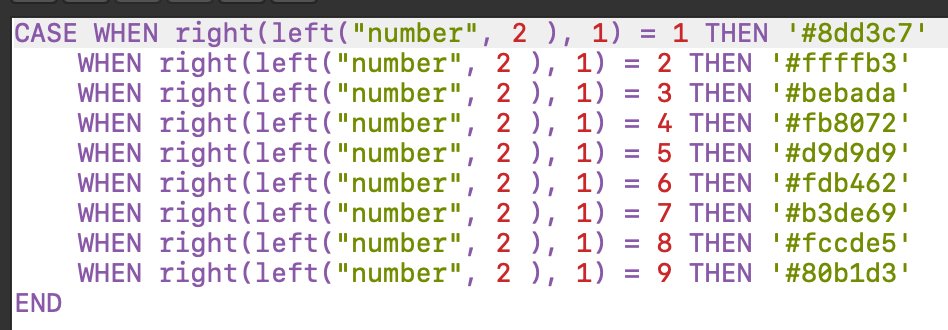 CASE WHEN right(left("number", 2 ), 1) = 1 THEN '#8dd3c7'
WHEN right(left("number", 2 ), 1) = 2 THEN '#ffffb3'
WHEN right(left("number", 2 ), 1) = 3 THEN '#bebada'
WHEN right(left("number", 2 ), 1) = 4 THEN '#fb8072'
WHEN right(left("number", 2 ), 1) = 5 THEN '#d9d9d9'
WHEN right(left("number", 2 ), 1) = 6 THEN '#fdb462'
WHEN right(left("number", 2 ), 1) = 7 THEN '#b3de69'
WHEN right(left("number", 2 ), 1) = 8 THEN '#fccde5'
WHEN right(left("number", 2 ), 1) = 9 THEN '#80b1d3'
END